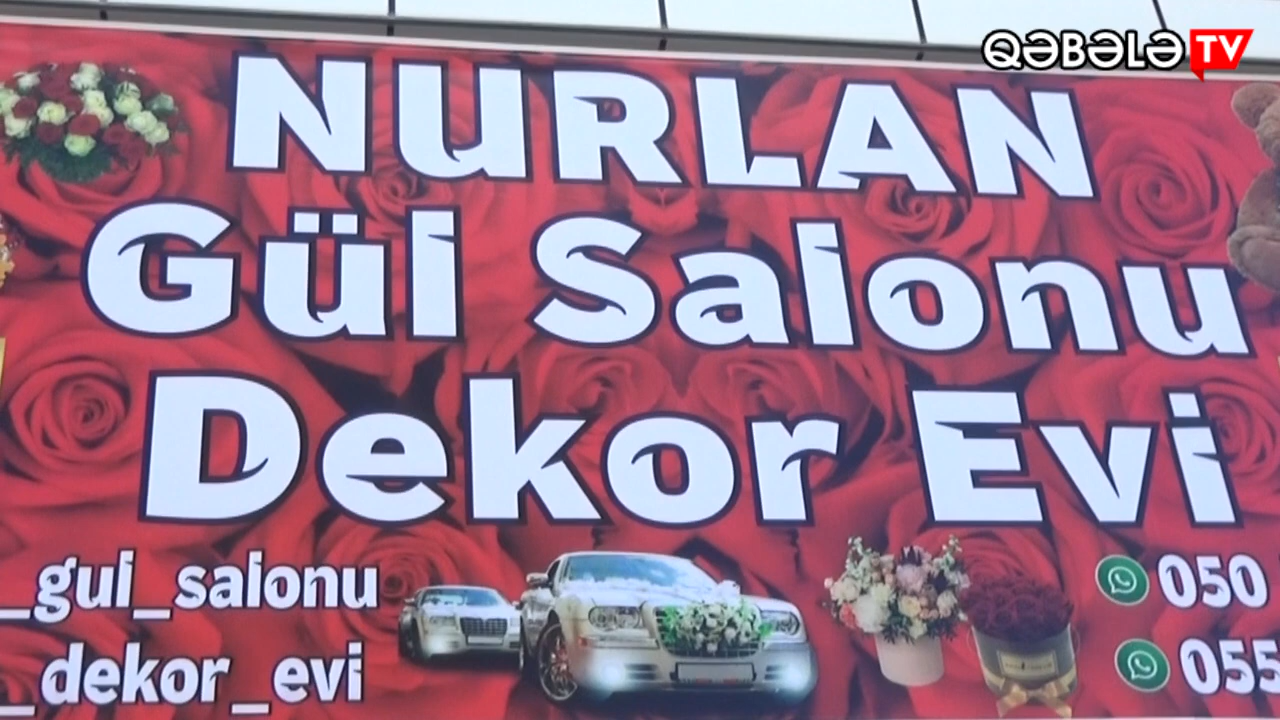 QƏBƏLƏ TV
NURLAN
Gül Salonu
Dekor Evi
_gul_salonu
_dekor_evi
050
055